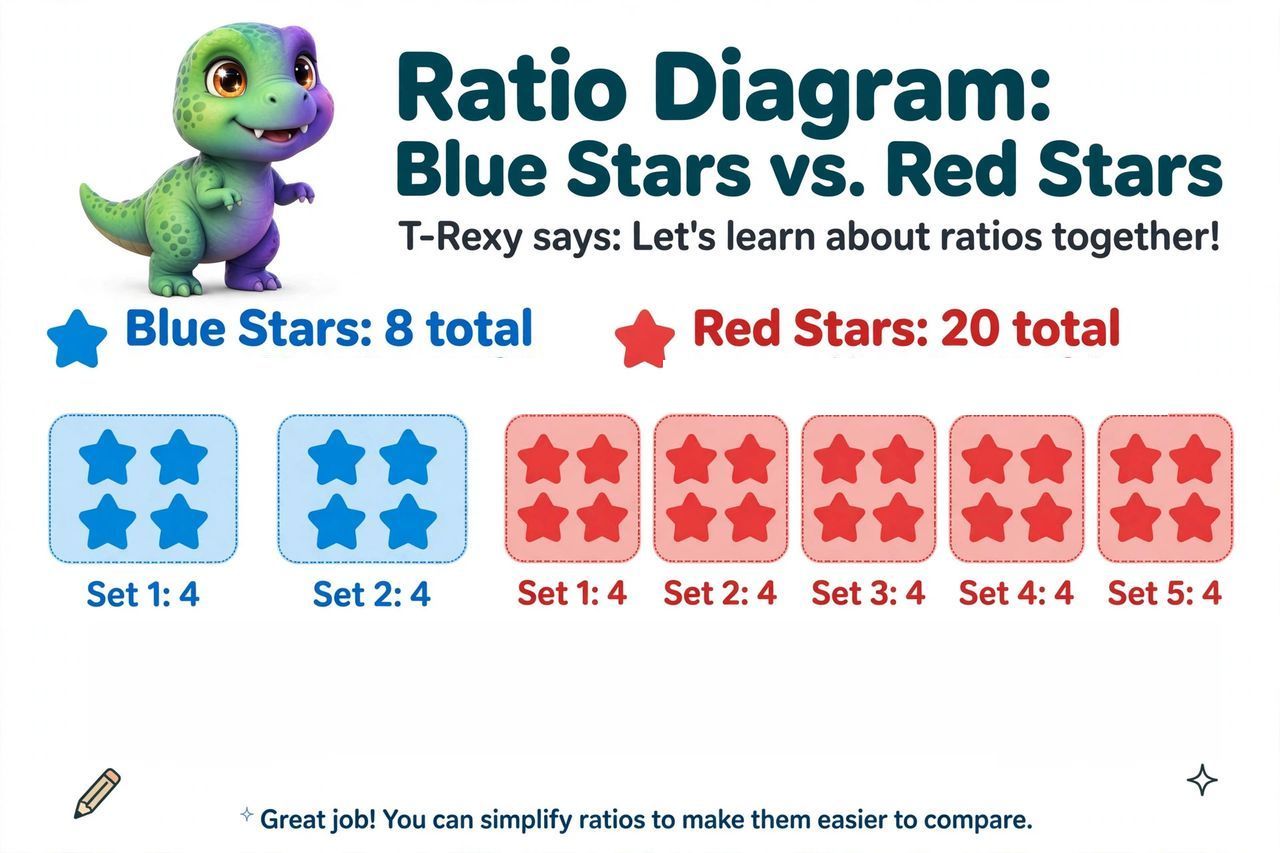 Ratio Diagram:
Blue Stars vs. Red Stars
T-Rexy says: Let's learn about ratios together!
Blue Stars: 8 total
Red Stars: 20 total
Set 1: 4
Set 2: 4
Set 1: 4
Set 2: 4
Set 3: 4
Set 4: 4
Set 5: 4
Great job! You can simplify ratios to make them easier to compare.